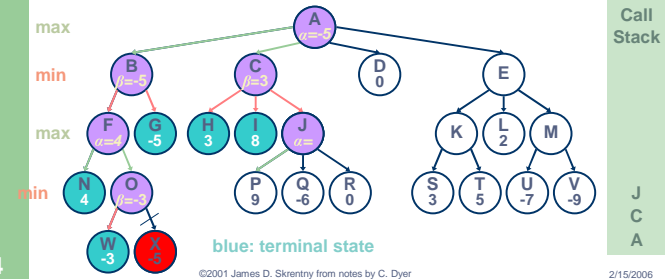 max
A
α=-5
Call
Stack
min
B
β=-5
C
β=3
D
0
E
max
F
α=4
G
-5
H
3
I
8
J
α=
K
L
2
M
min
N
4
O
β=-3
P
9
Q
-6
R
0
S
3
T
5
U
-7
V
-9
J
C
A
W
-3
X
-5
blue: terminal state
4
©2001 James D. Skrentny from notes by C. Dyer
2/15/2006